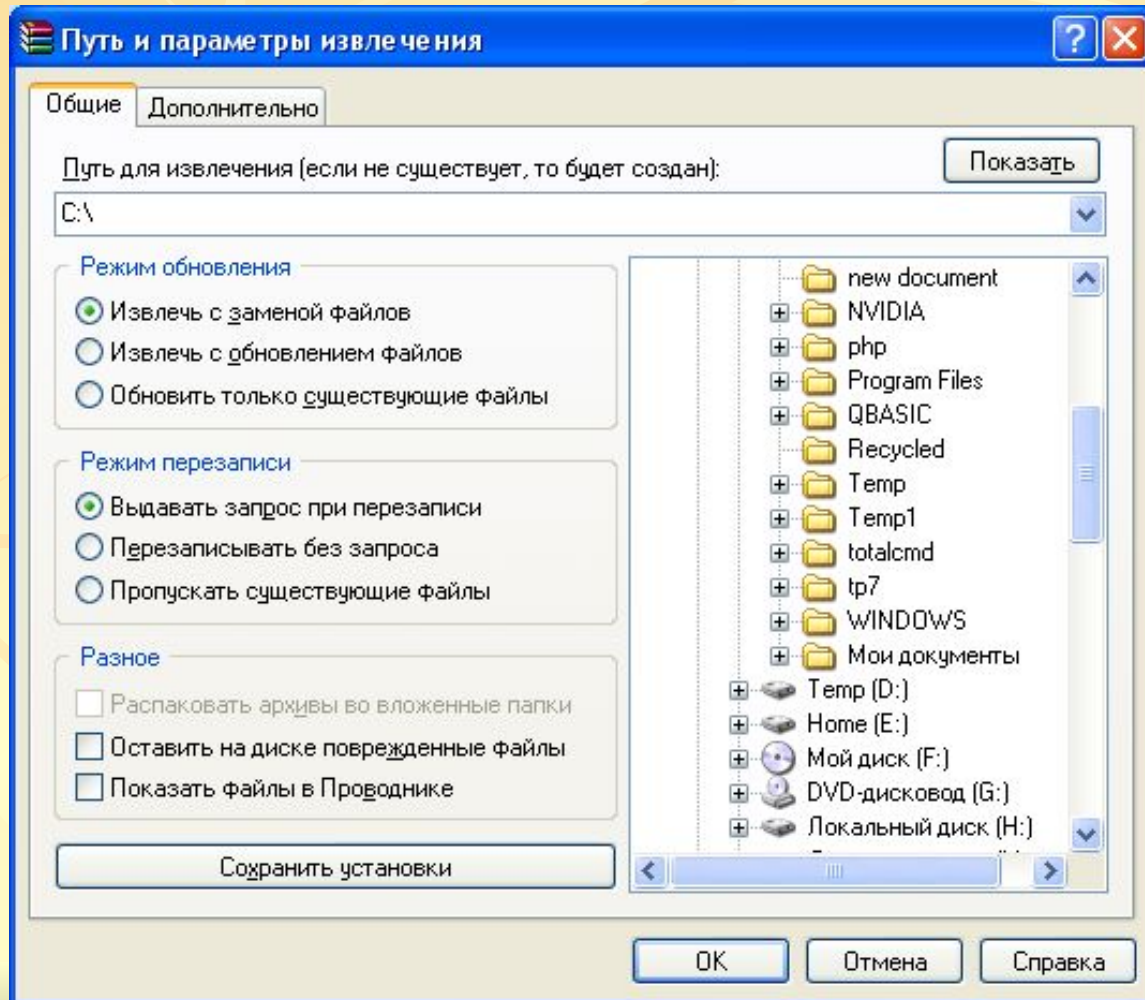 Путь и параметры извлечения
Общие
Дополнительно
Путь для извлечения (если не существует, то будет создан):
Показать
C:\
Режим обновления
Извлечь с заменой файлов
Извлечь с обновлением файлов
Обновить только существующие файлы
Режим перезаписи
Выдавать запрос при перезаписи
Перезаписывать без запроса
Пропускать существующие файлы
Разное
Распаковать архивы во вложенные папки
Оставить на диске поврежденные файлы
Показать файлы в Проводнике
Сохранить установки
new document
NVIDIA
php
Program Files
QBASIC
Recycled
Temp
Temp1
totalcmd
tp7
WINDOWS
Мои документы
Temp (D:)
Home (E:)
Мой диск (F:)
DVD-дисковод (G:)
Локальный диск (H:)
OK
Отмена
Справка